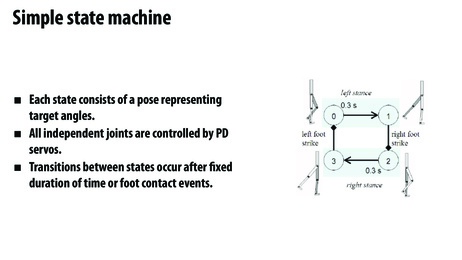 Simple state machine
■ Each state consists of a pose representing
target angles.
■ All independent joints are controlled by PD
servos.
■ Transitions between states occur after fixed
duration of time or foot contact events.
left stance
0.3 s
0
1
left foot
strike
right foot
strike
3
2
0.3 s
right stance